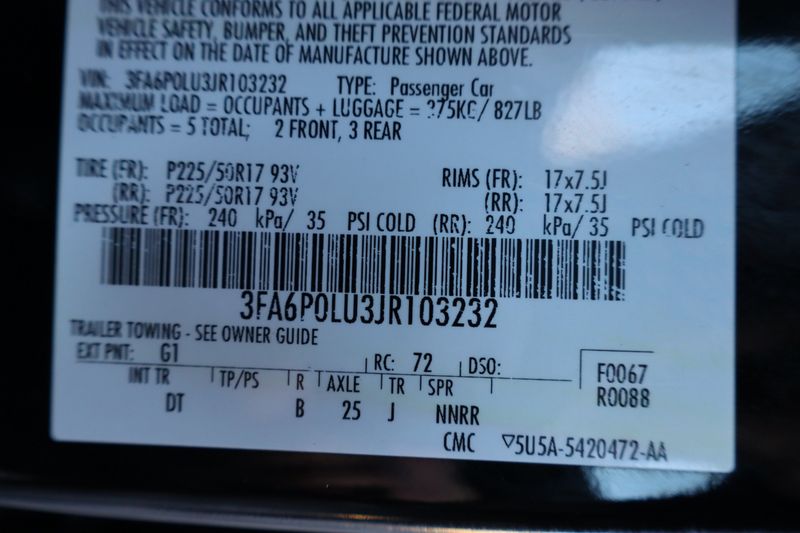 THIS VEHICLE CONFORMS TO ALL APPLICABLE FEDERAL MOTOR
VEHICLE SAFETY, BUMPER, AND THEFT PREVENTION STANDARDS
IN EFFECT ON THE DATE OF MANUFACTURE SHOWN ABOVE.
VIN: 3FA6P0LU3JR103232 TYPE: Passenger Car
MAXIMUM LOAD = OCCUPANTS + LUGGAGE = 375KG/ 827LB
OCCUPANTS = 5 TOTAL; 2 FRONT, 3 REAR
TIRE (FR): P225/50R17 93V RIMS (FR): 17x7.5J
(RR): P225/50R17 93V (RR): 17x7.5J
PRESSURE (FR): 240 kPa/ 35 PSI COLD (RR): 240 kPa/ 35 PSI COLD
3FA6P0LU3JR103232
TRAILER TOWING - SEE OWNER GUIDE
EXT PNT: G1 RC: 72 DSO: F0067
INT TR TP/PS R AXLE TR SPR R0088
DT B 25 J NNRR
CMC ▽5U5A-5420472-AA